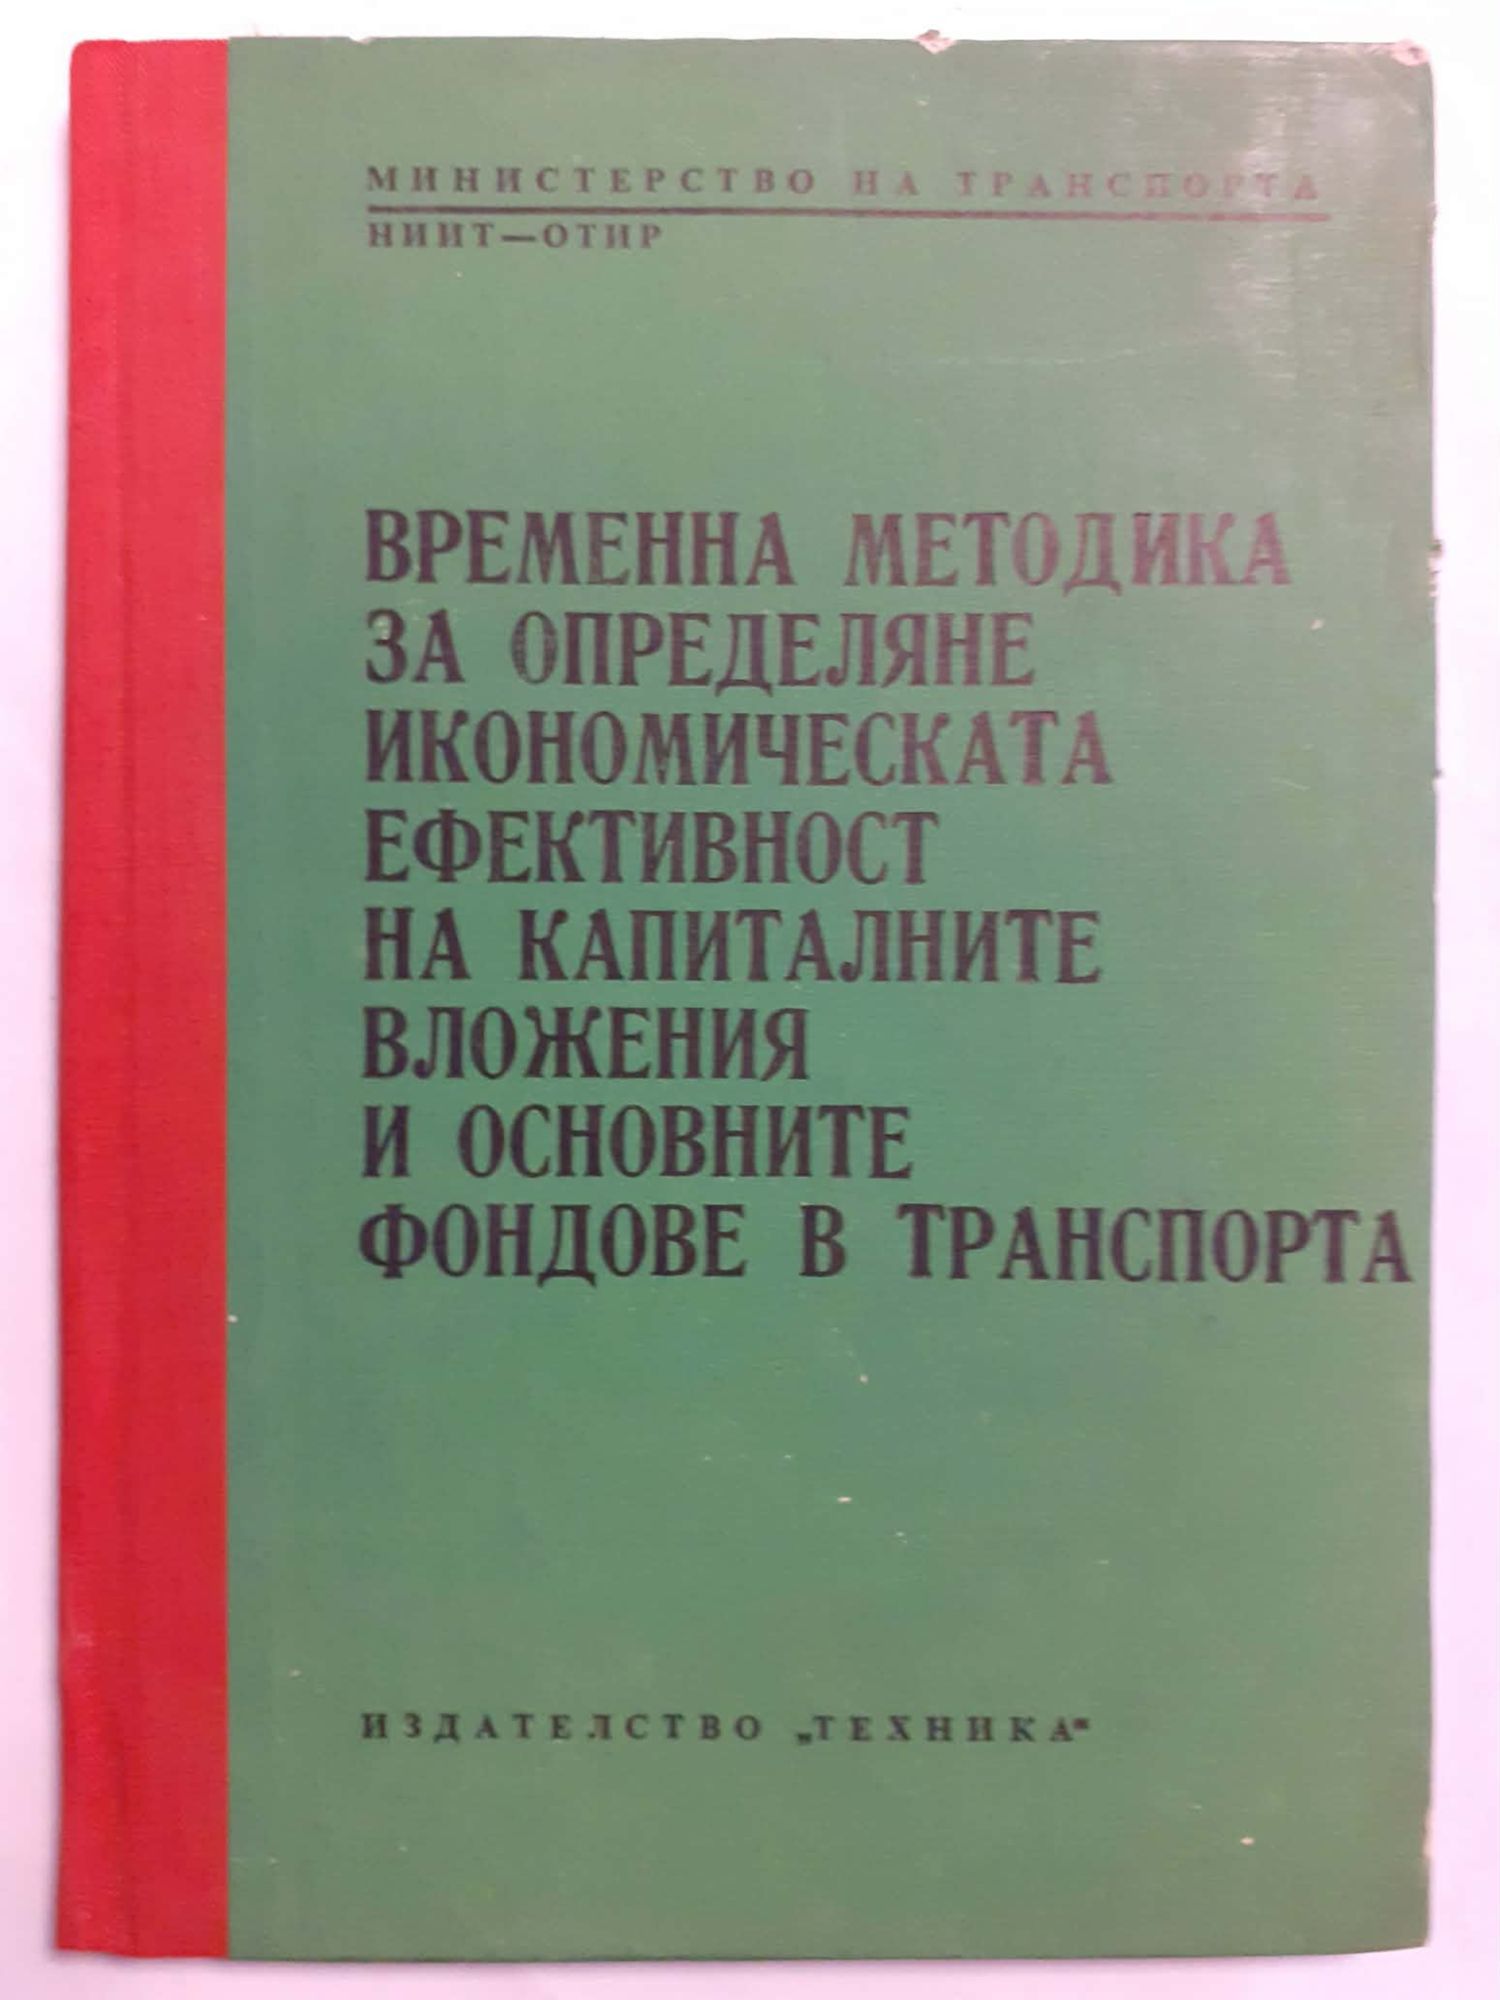 МИНИСТЕРСТВО НА ТРАНСПОРТА
НИИТ—ОТИР
ВРЕМЕННА МЕТОДИКА
ЗА ОПРЕДЕЛЯНЕ
ИКОНОМИЧЕСКАТА
ЕФЕКТИВНОСТ
НА КАПИТАЛНИТЕ
ВЛОЖЕНИЯ
И ОСНОВНИТЕ
ФОНДОВЕ В ТРАНСПОРТА
ИЗДАТЕЛСТВО „ТЕХНИКА“